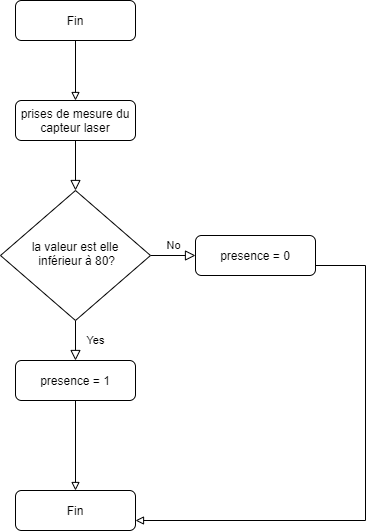 Fin
prises de mesure du
capteur laser
la valeur est elle
inférieur à 80?
No
presence = 0
Yes
presence = 1
Fin